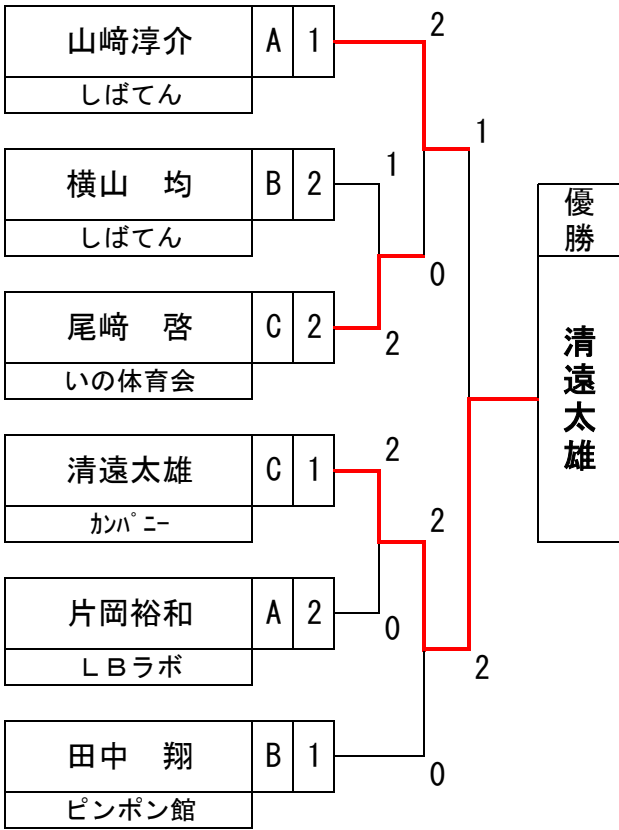 山﨑淳介 A 1
しばてん
横山　均 B 2
しばてん
尾﨑　啓 C 2
いの体育会
清遠太雄 C 1
ｶﾝﾊﾟﾆｰ
片岡裕和 A 2
ＬＢラボ
田中　翔 B 1
ピンポン館
2
1
1
0
2
2
2
0
2
0
優勝
清遠太雄